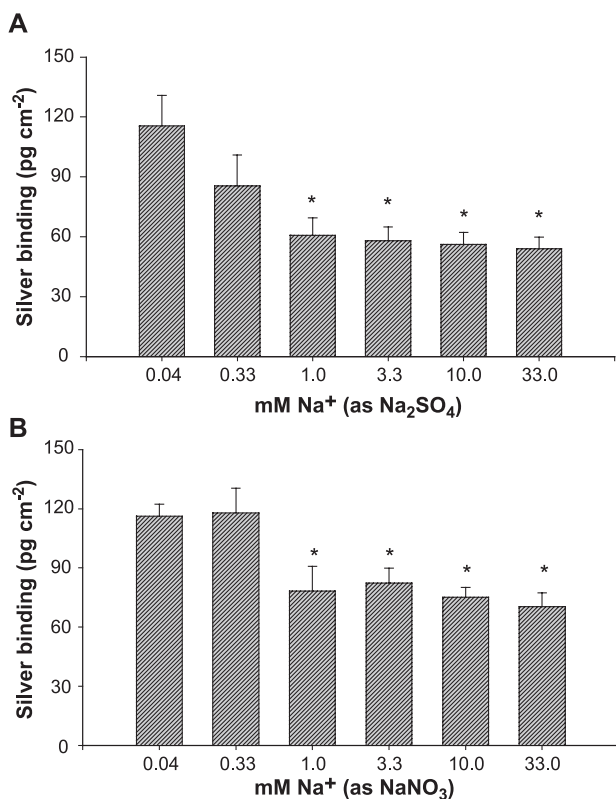 A
Silver binding (pg cm⁻²)
150
120
90
60
30
0
* * * *
0.04 0.33 1.0 3.3 10.0 33.0
mM Na⁺ (as Na₂SO₄)
B
Silver binding (pg cm⁻²)
150
120
90
60
30
0
* * * *
0.04 0.33 1.0 3.3 10.0 33.0
mM Na⁺ (as NaNO₃)